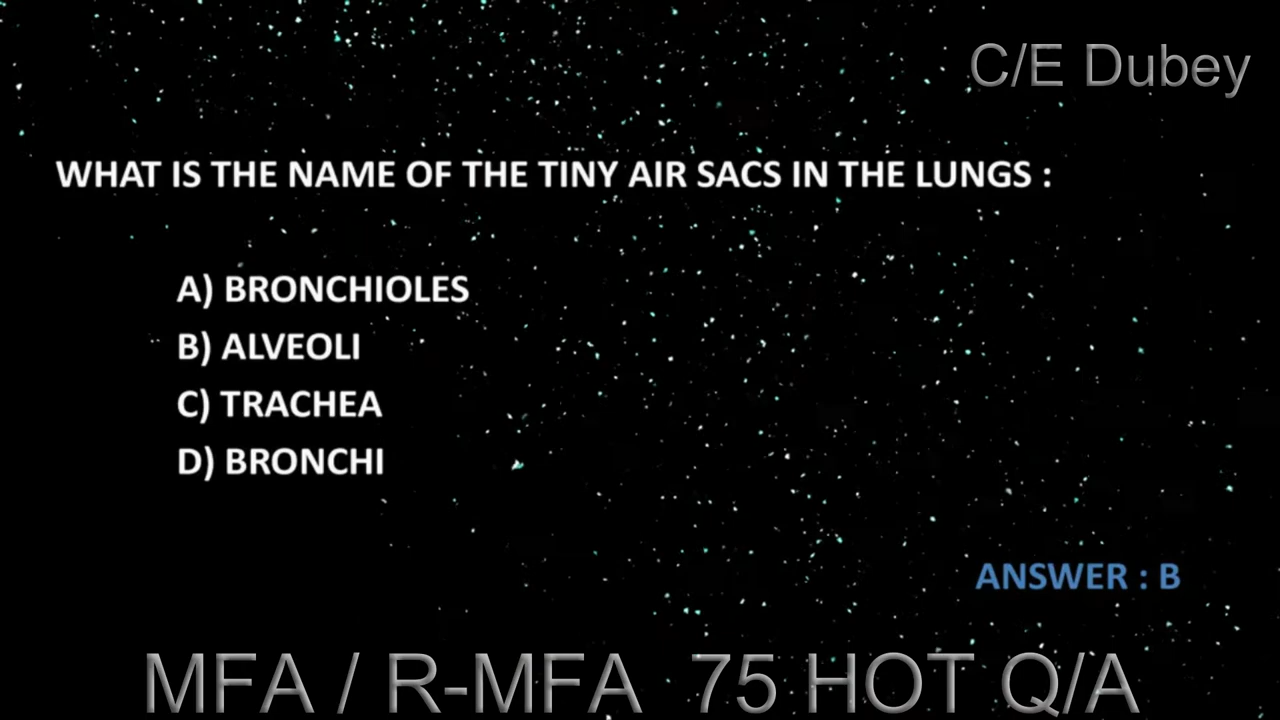 C/E Dubey
WHAT IS THE NAME OF THE TINY AIR SACS IN THE LUNGS :
A) BRONCHIOLES
B) ALVEOLI
C) TRACHEA
D) BRONCHI
ANSWER : B
MFA / R-MFA 75 HOT Q/A